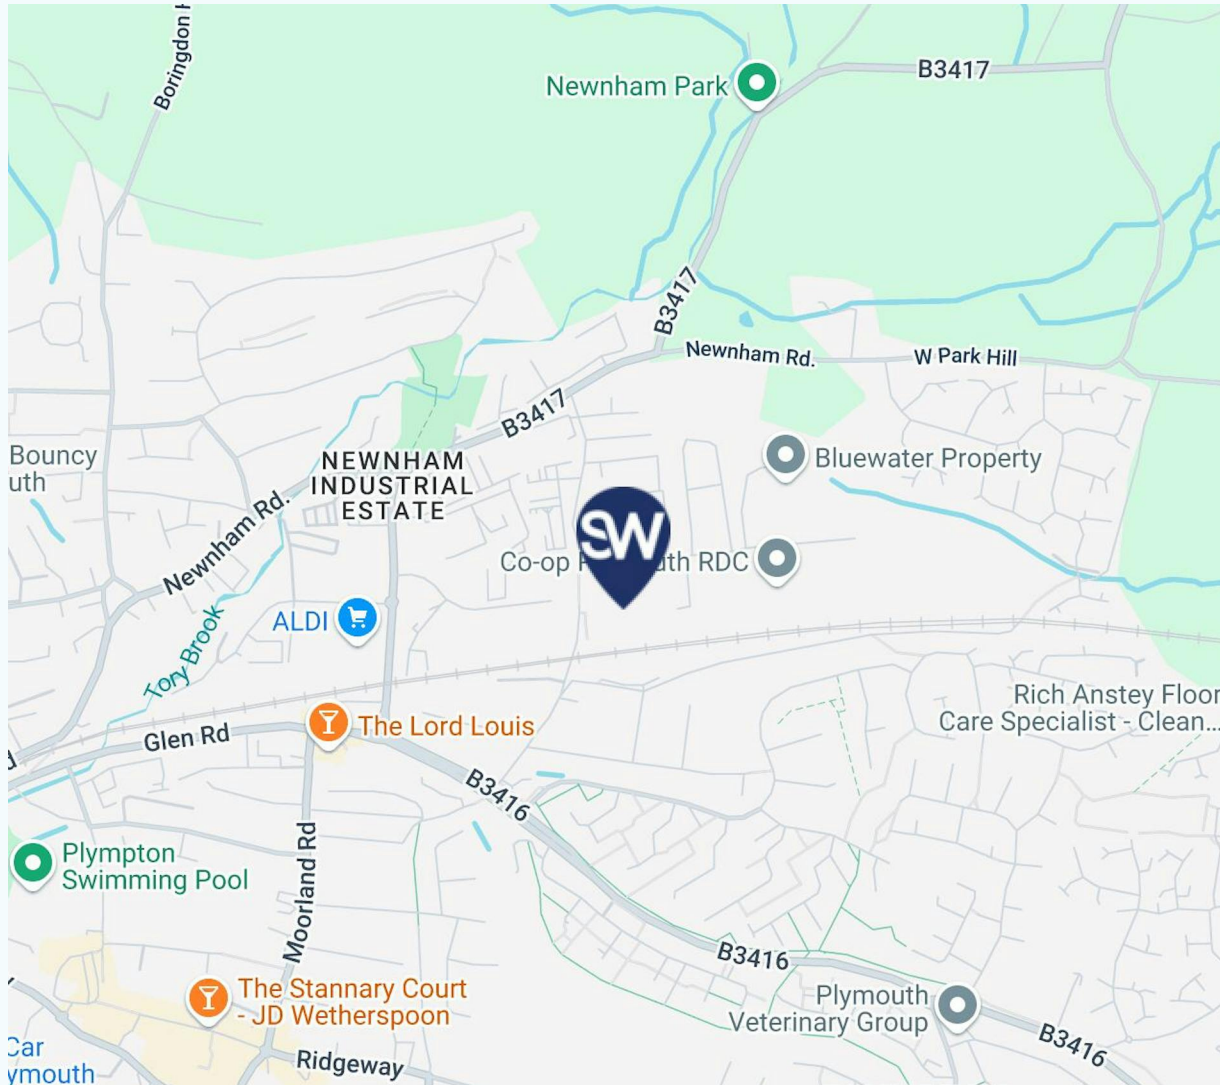 Boringdon
B3417
Newnham Park
B3417
Newnham Rd.
W Park Hill
B3417
Bouncy
uth
NEWNHAM
INDUSTRIAL
ESTATE
Bluewater Property
Newnham Rd.
SW
Co-op uth RDC
ALDI
Tory Brook
Rich Anstey Floor
Care Specialist - Clean...
The Lord Louis
Glen Rd
B3416
Moorland Rd
Plympton
Swimming Pool
B3416
The Stannary Court
- JD Wetherspoon
Plymouth
Veterinary Group
B3416
Ridgeway
Car
ymouth